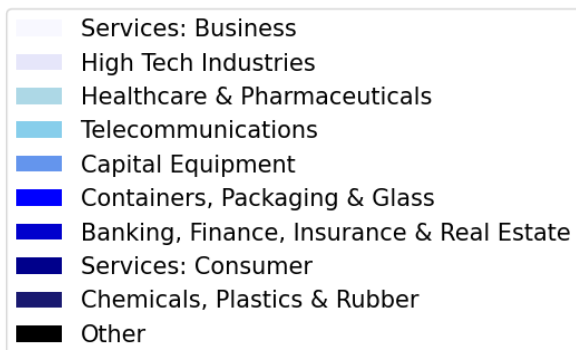 Services: Business
High Tech Industries
Healthcare & Pharmaceuticals
Telecommunications
Capital Equipment
Containers, Packaging & Glass
Banking, Finance, Insurance & Real Estate
Services: Consumer
Chemicals, Plastics & Rubber
Other